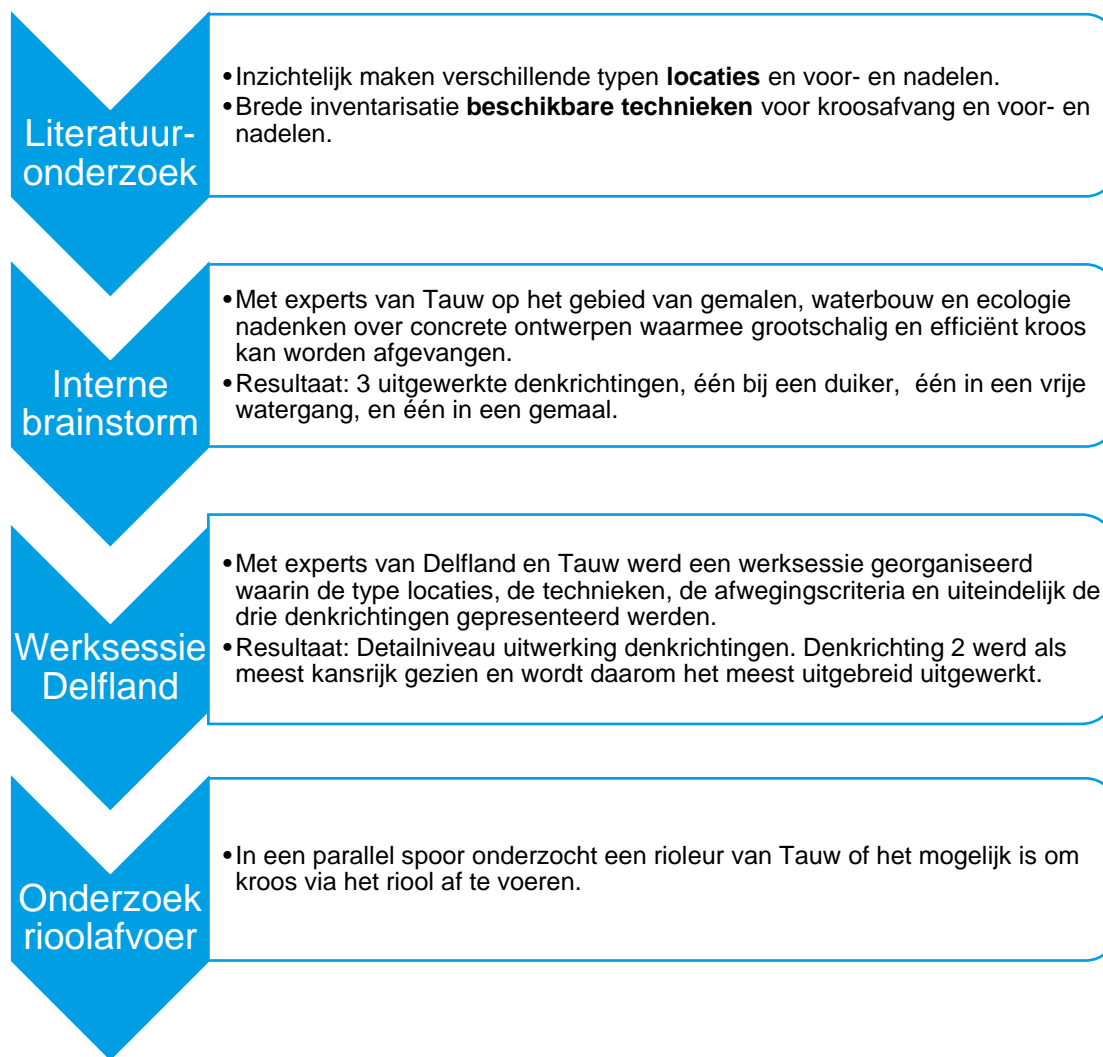 Literatuur-
onderzoek
•Inzichtelijk maken verschillende typen locaties en voor- en nadelen.
•Brede inventarisatie beschikbare technieken voor kroosafvang en voor- en
nadelen.
Interne
brainstorm
•Met experts van Tauw op het gebied van gemalen, waterbouw en ecologie
nadenken over concrete ontwerpen waarmee grootschalig en efficiënt kroos
kan worden afgevangen.
•Resultaat: 3 uitgewerkte denkrichtingen, één bij een duiker, één in een vrije
watergang, en één in een gemaal.
Werksessie
Delfland
•Met experts van Delfland en Tauw werd een werksessie georganiseerd
waarin de type locaties, de technieken, de afwegingscriteria en uiteindelijk de
drie denkrichtingen gepresenteerd werden.
•Resultaat: Detailniveau uitwerking denkrichtingen. Denkrichting 2 werd als
meest kansrijk gezien en wordt daarom het meest uitgebreid uitgewerkt.
Onderzoek
rioolafvoer
•In een parallel spoor onderzocht een rioleur van Tauw of het mogelijk is om
kroos via het riool af te voeren.